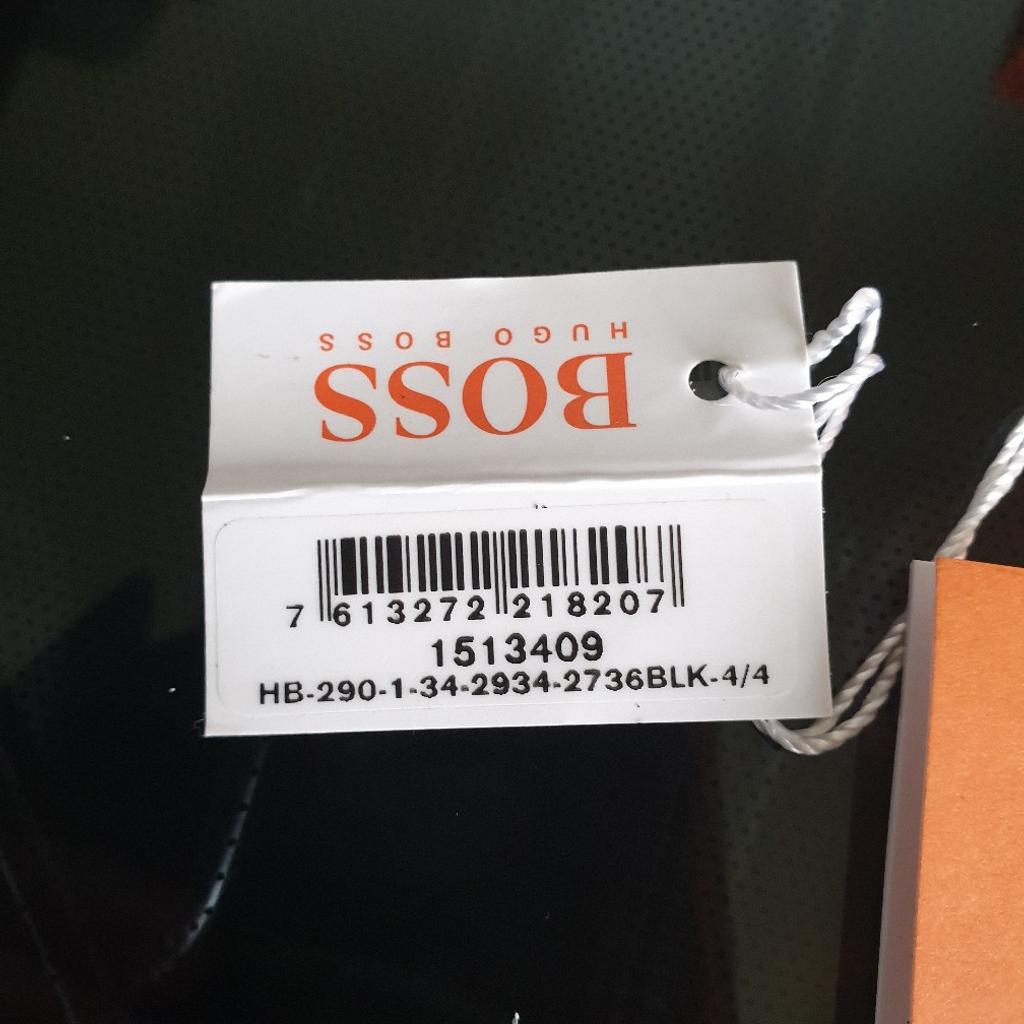 BOSS
HUGO BOSS
7 613272 218207
1513409
HB-290-1-34-2934-2736BLK-4/4